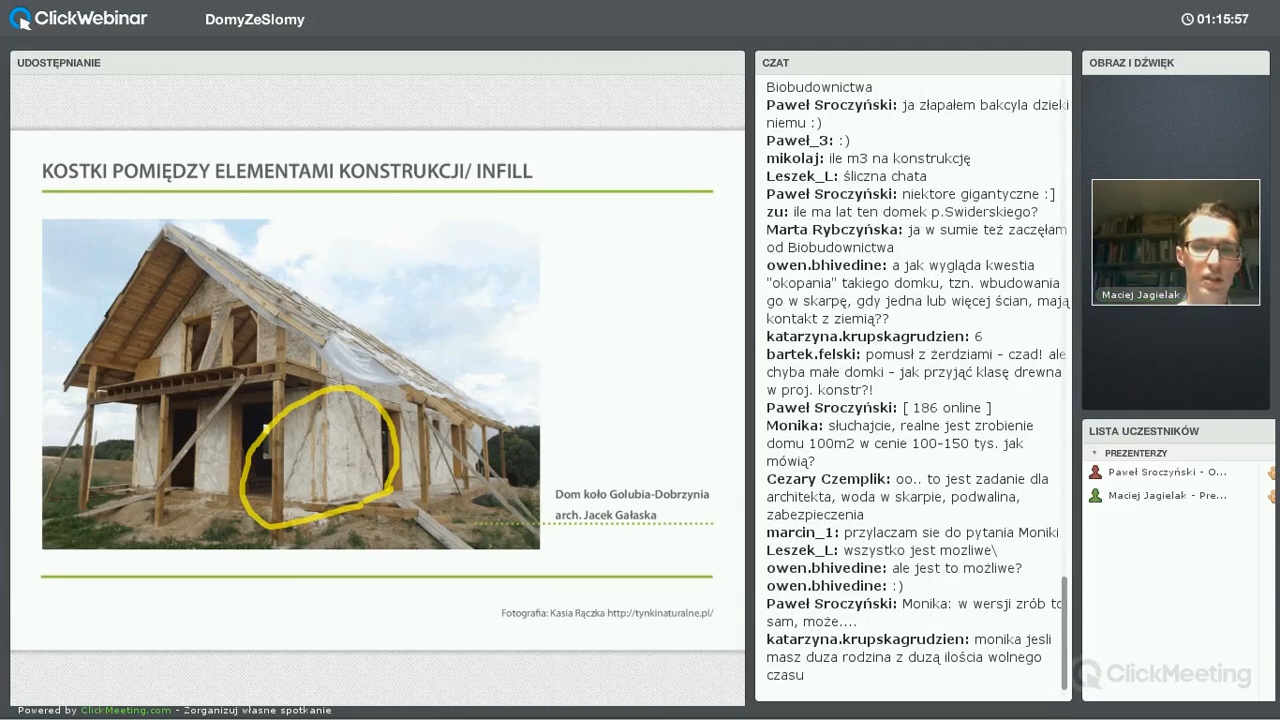 ClickWebinar
DomyZeSlomy
01:15:57
UDOSTĘPNIANIE
KOSTKI POMIĘDZY ELEMENTAMI KONSTRUKCJI/ INFILL
Dom koło Golubia-Dobrzynia
arch. Jacek Gałaska
Fotografia: Kasia Rączka http://tynkinaturalne.pl/
Powered by ClickMeeting.com - Zorganizuj własne spotkanie
CZAT
Biobudownictwa
Paweł Sroczyński: ja złapałem bakcyla dzieki
niemu :)
Paweł_3: :)
mikolaj: ile m3 na konstrukcję
Leszek_L: śliczna chata
Paweł Sroczyński: niektore gigantyczne :]
zu: ile ma lat ten domek p.Swiderskiego?
Marta Rybczyńska: ja w sumie też zaczęłam
od Biobudownictwa
owen.bhivedine: a jak wygląda kwestia
"okopania" takiego domku, tzn. wbudowania
go w skarpę, gdy jedna lub więcej ścian, mają
kontakt z ziemią??
katarzyna.krupskagrudzien: 6
bartek.felski: pomusł z żerdziami - czad! ale
chyba małe domki - jak przyjąć klasę drewna
w proj. konstr?!
Paweł Sroczyński: [ 186 online ]
Monika: słuchajcie, realne jest zrobienie
domu 100m2 w cenie 100-150 tys. jak
mówią?
Cezary Czemplik: oo.. to jest zadanie dla
architekta, woda w skarpie, podwalina,
zabezpieczenia
marcin_1: przylaczam sie do pytania Moniki
Leszek_L: wszystko jest mozliwe\
owen.bhivedine: ale jest to możliwe?
owen.bhivedine: :)
Paweł Sroczyński: Monika: w wersji zrób to
sam, może....
katarzyna.krupskagrudzien: monika jesli
masz duza rodzina z dużą ilościa wolnego
czasu
OBRAZ I DŹWIĘK
Maciej Jagielak
LISTA UCZESTNIKÓW
PREZENTERZY
Paweł Sroczyński - O...
Maciej Jagielak - Pre...
ClickMeeting